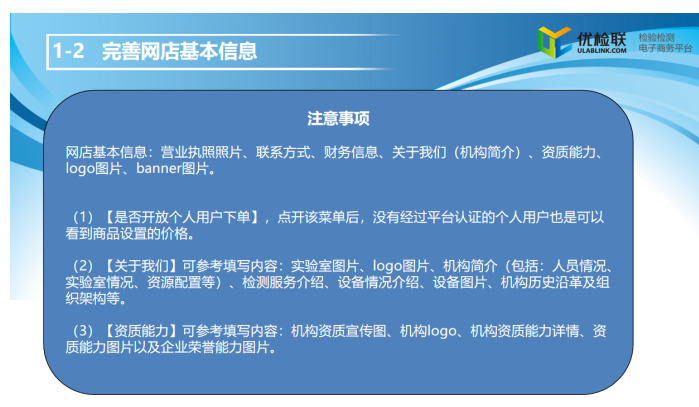 1-2 完善网店基本信息
优检联
ULABLINK.COM
检验检测
电子商务平台
注意事项
网店基本信息：营业执照照片、联系方式、财务信息、关于我们（机构简介）、资质能力、
logo图片、banner图片。
（1）【是否开放个人用户下单】，点开该菜单后，没有经过平台认证的个人用户也是可以
看到商品设置的价格。
（2）【关于我们】可参考填写内容：实验室图片、logo图片、机构简介（包括：人员情况、
实验室情况、资源配置等）、检测服务介绍、设备情况介绍、设备图片、机构历史沿革及组
织架构等。
（3）【资质能力】可参考填写内容：机构资质宣传图、机构logo、机构资质能力详情、资
质能力图片以及企业荣誉能力图片。